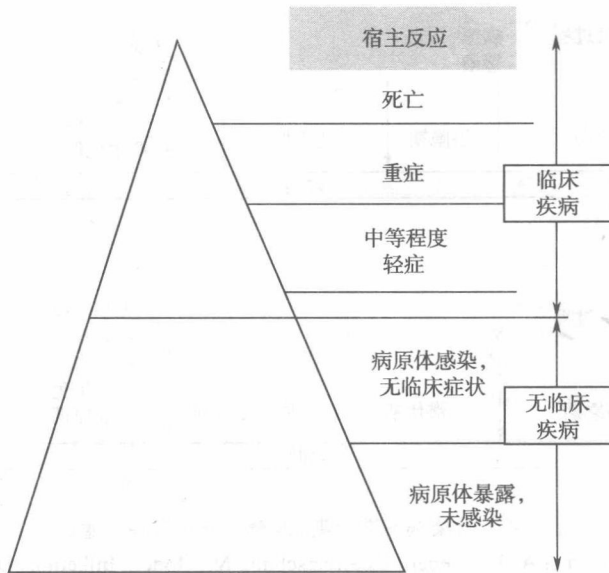 宿主反应
死亡
重症
临床
疾病
中等程度
轻症
病原体感染，
无临床症状
无临床
疾病
病原体暴露，
未感染